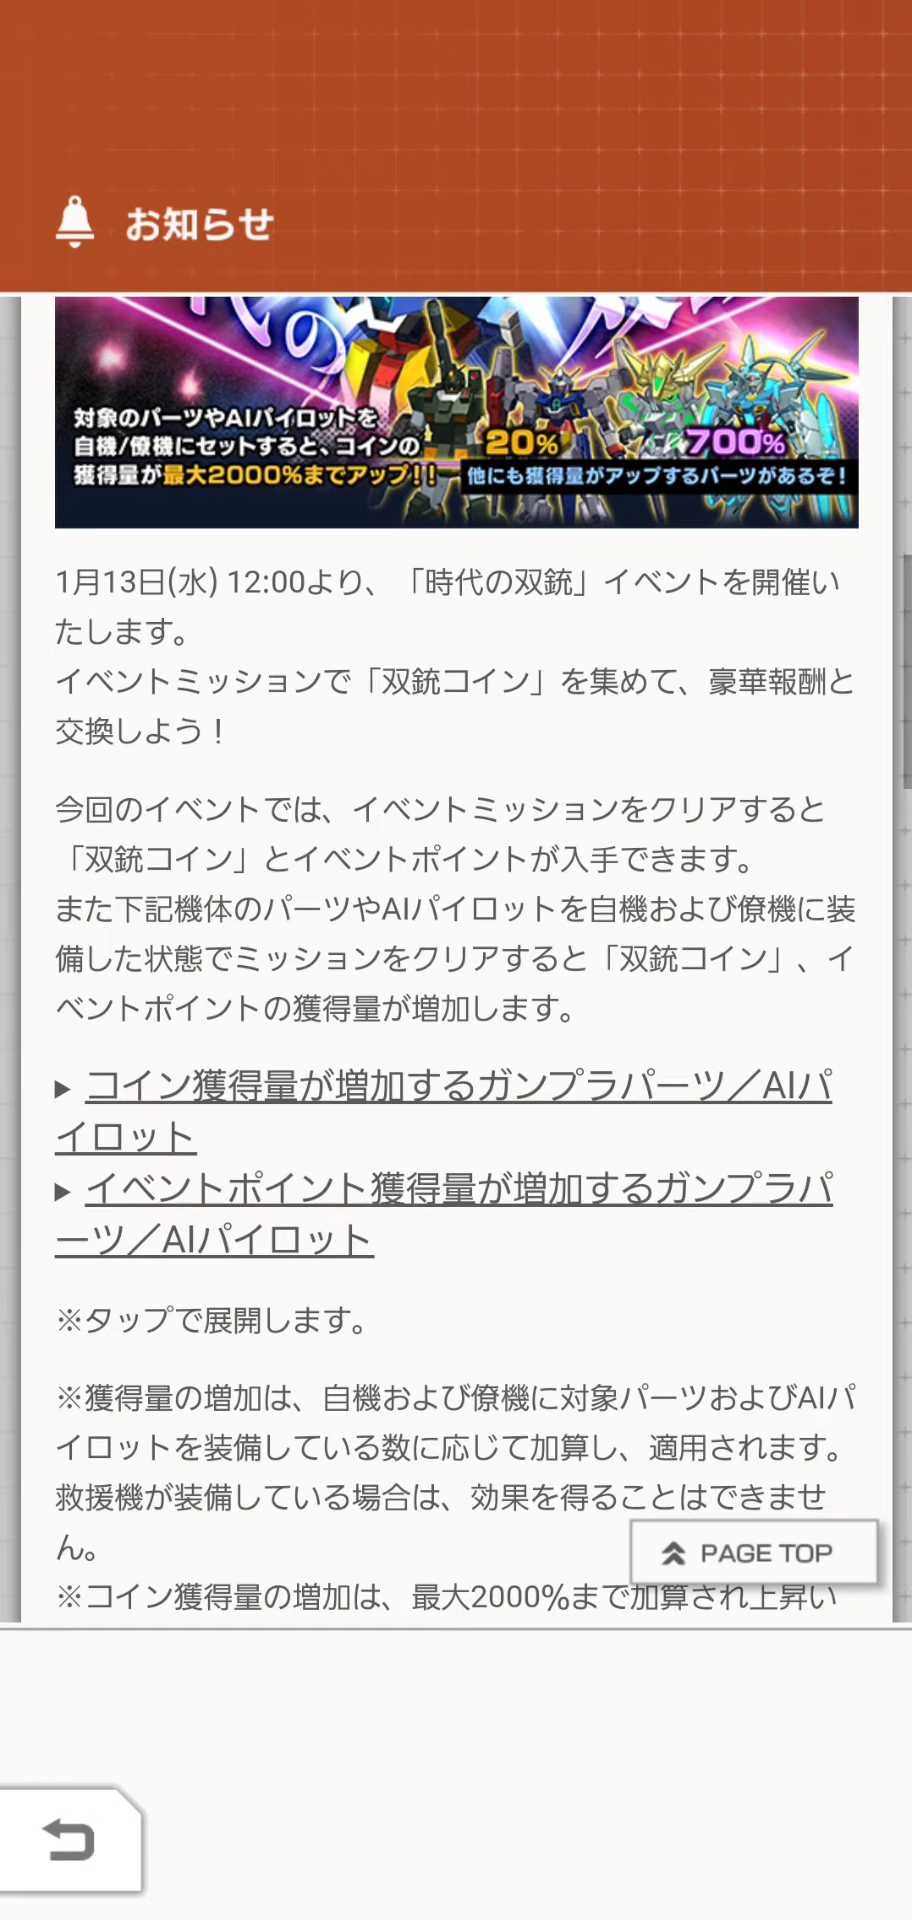 お知らせ
対象のパーツやAIパイロットを
自機/僚機にセットすると、コインの
獲得量が最大2000%までアップ!!
20%
700%
他にも獲得量がアップするパーツがあるぞ!
1月13日(水) 12:00より、「時代の双銃」イベントを開催い
たします。
イベントミッションで「双銃コイン」を集めて、豪華報酬と
交換しよう！
今回のイベントでは、イベントミッションをクリアすると
「双銃コイン」とイベントポイントが入手できます。
また下記機体のパーツやAIパイロットを自機および僚機に装
備した状態でミッションをクリアすると「双銃コイン」、イ
ベントポイントの獲得量が増加します。
▶ コイン獲得量が増加するガンプラパーツ／AIパ
イロット
▶ イベントポイント獲得量が増加するガンプラパ
ーツ／AIパイロット
※タップで展開します。
※獲得量の増加は、自機および僚機に対象パーツおよびAIパ
イロットを装備している数に応じて加算し、適用されます。
救援機が装備している場合は、効果を得ることはできませ
ん。
PAGE TOP
※コイン獲得量の増加は、最大2000%まで加算され上昇い